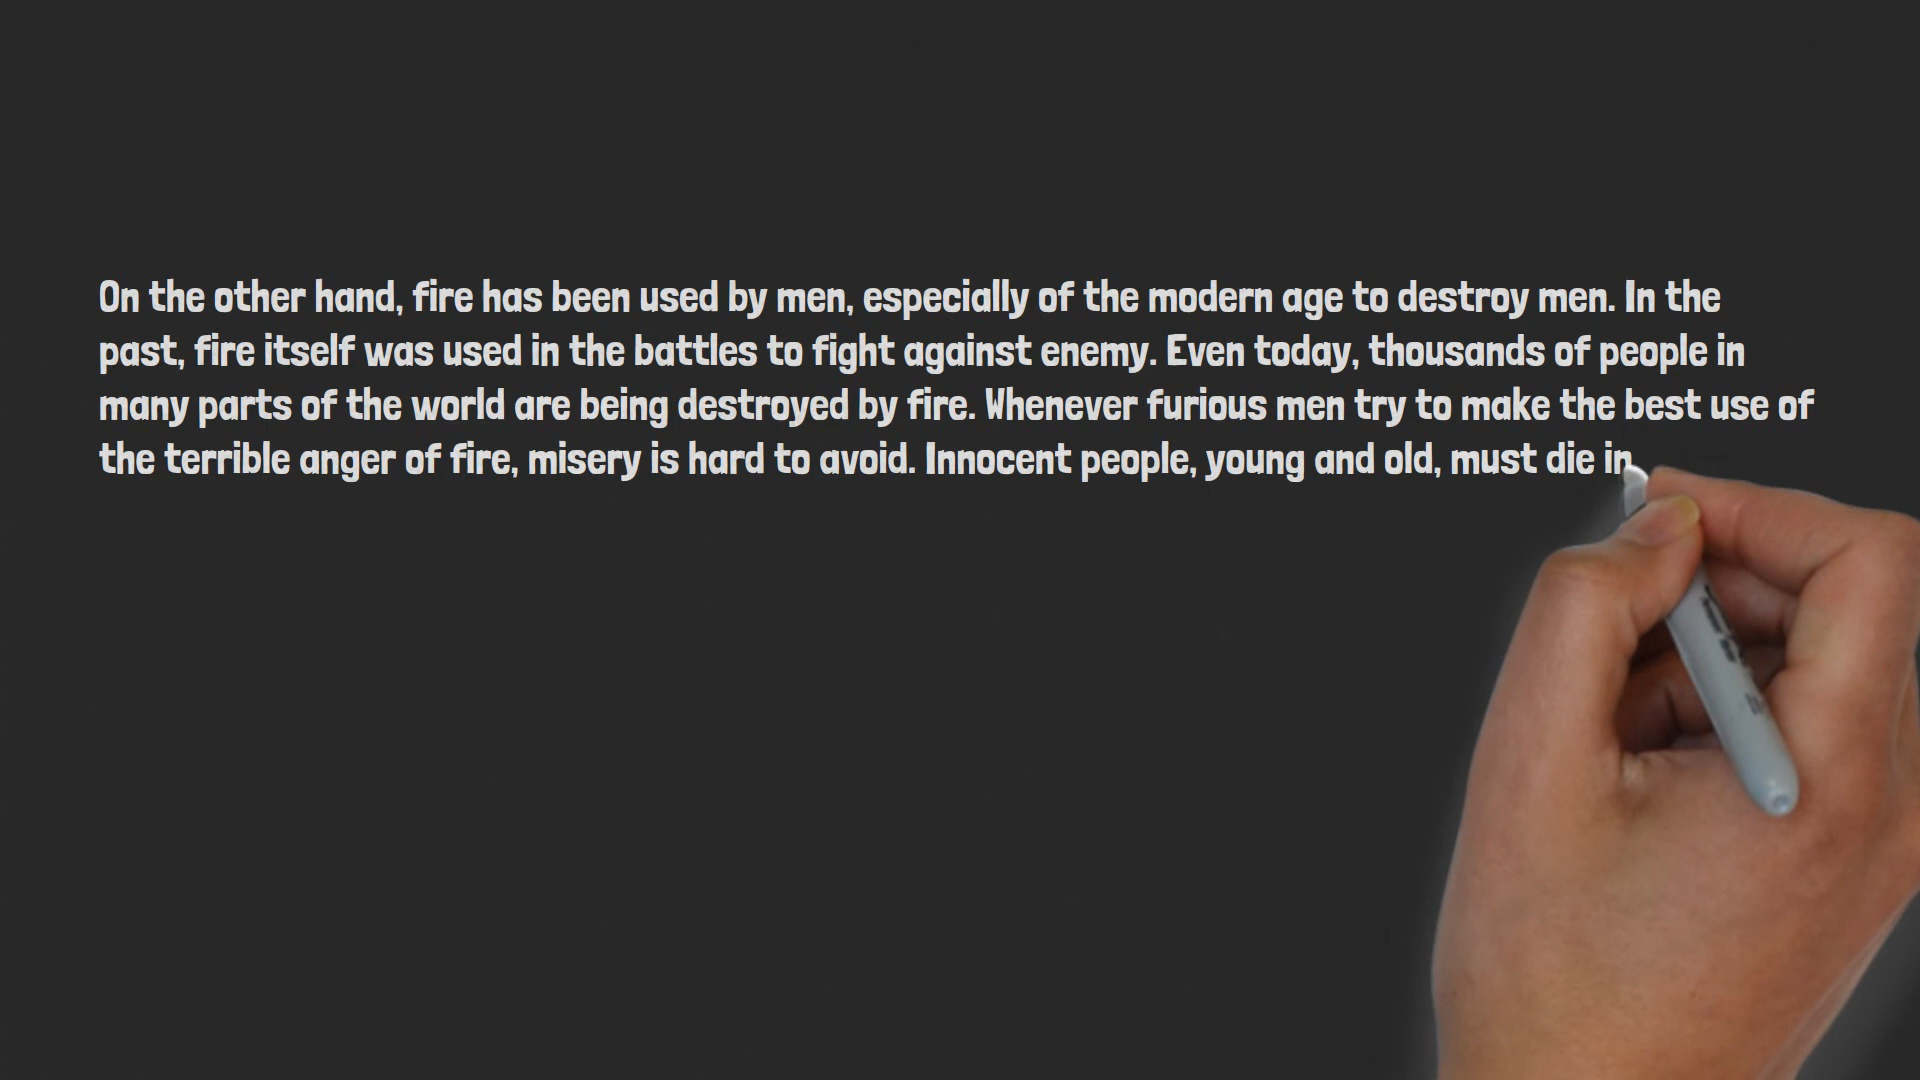 On the other hand, fire has been used by men, especially of the modern age to destroy men. In the
past, fire itself was used in the battles to fight against enemy. Even today, thousands of people in
many parts of the world are being destroyed by fire. Whenever furious men try to make the best use of
the terrible anger of fire, misery is hard to avoid. Innocent people, young and old, must die in